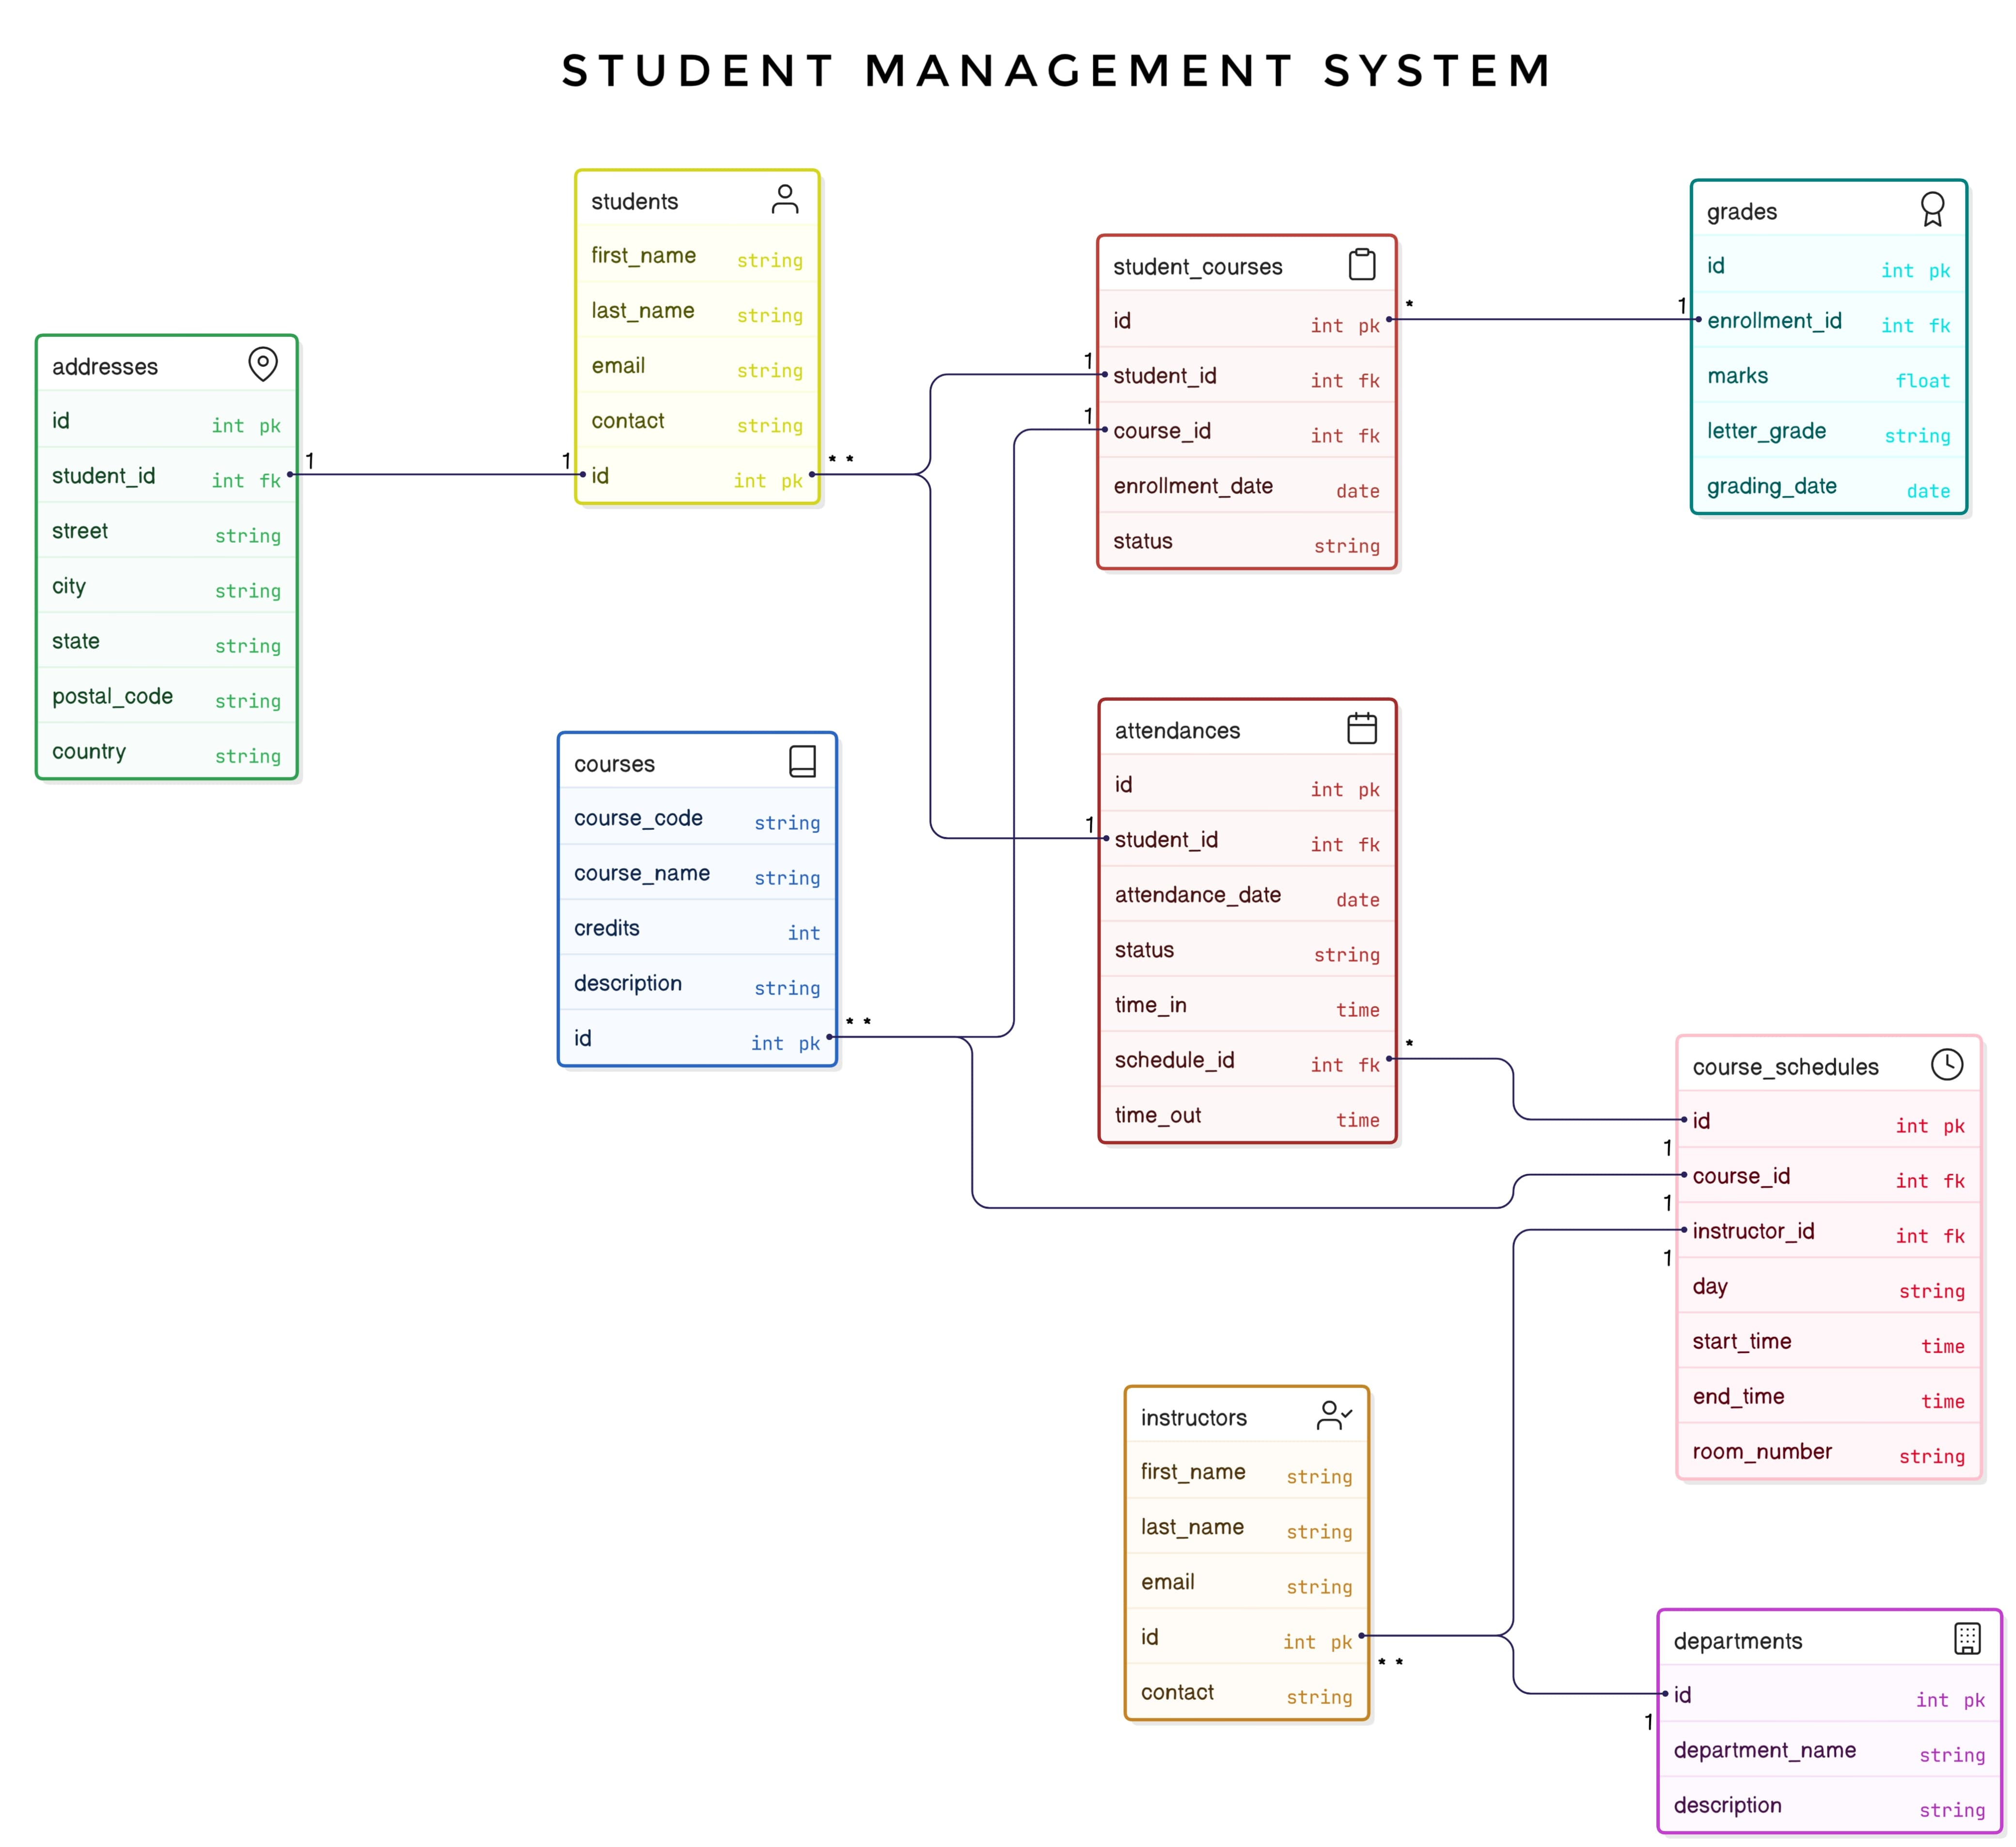 STUDENT MANAGEMENT SYSTEM
addresses
id int pk
student_id int fk
street string
city string
state string
postal_code string
country string
1
1
students
first_name string
last_name string
email string
contact string
id int pk
* *
courses
course_code string
course_name string
credits int
description string
id int pk
* *
1
1
student_courses
id int pk
student_id int fk
course_id int fk
enrollment_date date
status string
*
1
grades
id int pk
enrollment_id int fk
marks float
letter_grade string
grading_date date
1
attendances
id int pk
student_id int fk
attendance_date date
status string
time_in time
schedule_id int fk
time_out time
*
1
1
1
course_schedules
id int pk
course_id int fk
instructor_id int fk
day string
start_time time
end_time time
room_number string
instructors
first_name string
last_name string
email string
id int pk
contact string
* *
1
departments
id int pk
department_name string
description string